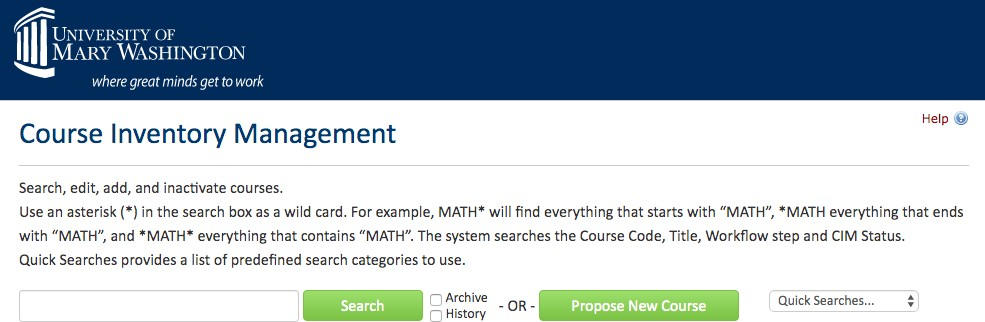 UNIVERSITY OF
MARY WASHINGTON
where great minds get to work
Help
Course Inventory Management
Search, edit, add, and inactivate courses.
Use an asterisk (*) in the search box as a wild card. For example, MATH* will find everything that starts with “MATH”, *MATH everything that ends
with “MATH”, and *MATH* everything that contains “MATH”. The system searches the Course Code, Title, Workflow step and CIM Status.
Quick Searches provides a list of predefined search categories to use.
Search
Archive
History
- OR -
Propose New Course
Quick Searches...